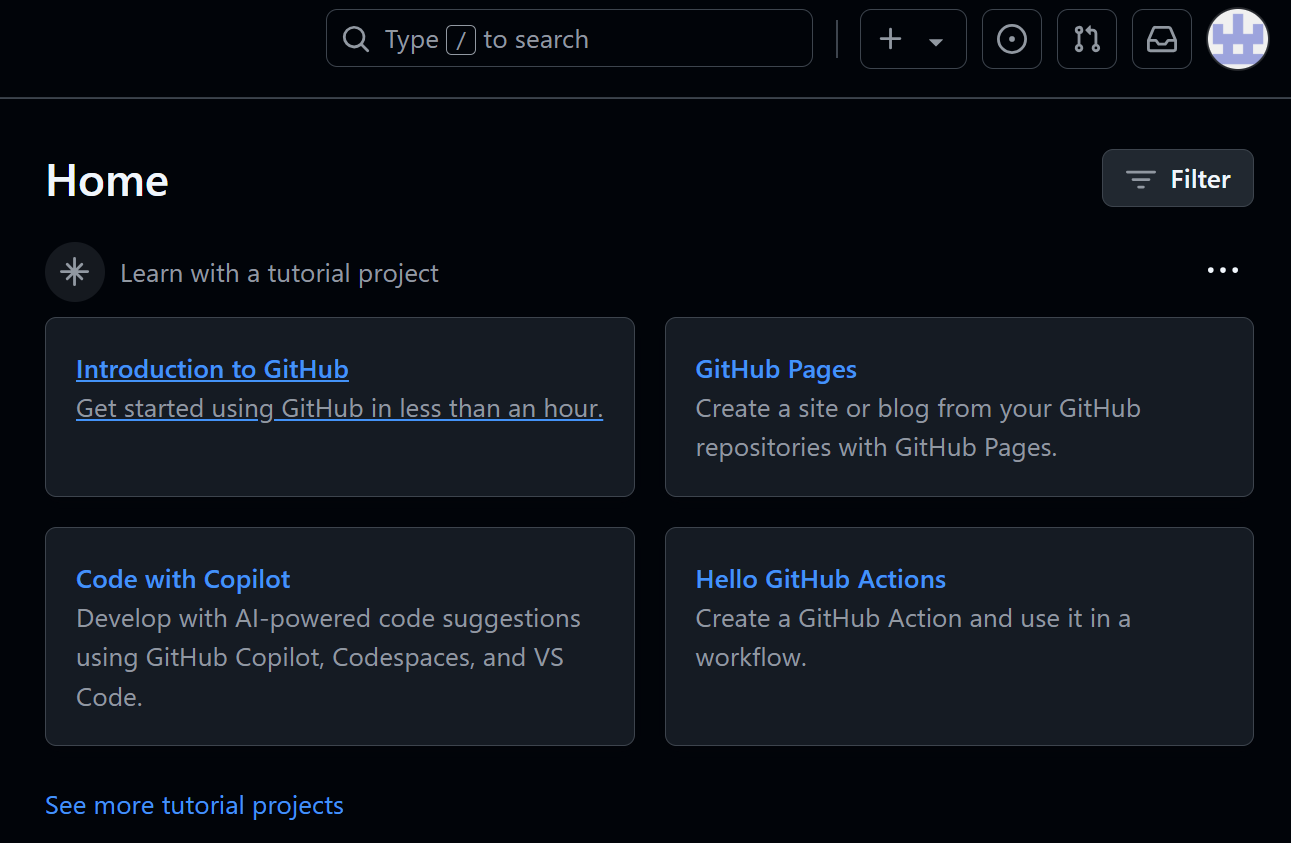 Type / to search
Home
Filter
Learn with a tutorial project
Introduction to GitHub
Get started using GitHub in less than an hour.
GitHub Pages
Create a site or blog from your GitHub
repositories with GitHub Pages.
Code with Copilot
Develop with AI-powered code suggestions
using GitHub Copilot, Codespaces, and VS
Code.
Hello GitHub Actions
Create a GitHub Action and use it in a
workflow.
See more tutorial projects